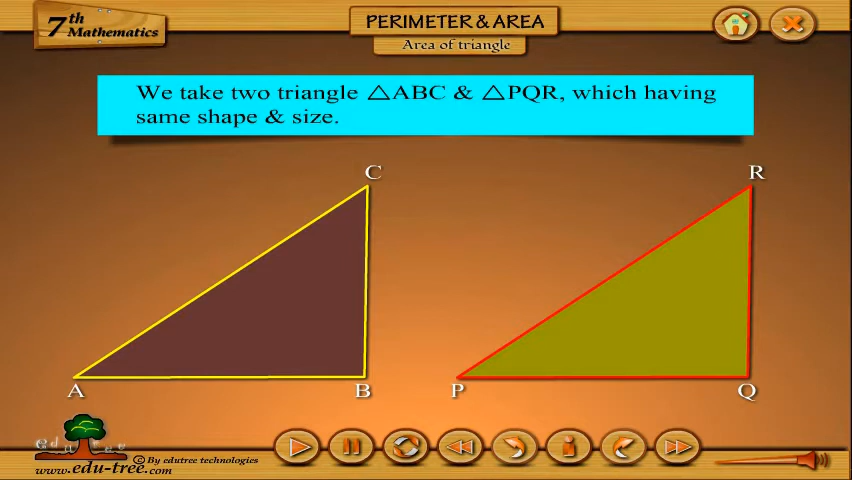 7th
Mathematics
PERIMETER & AREA
Area of triangle
We take two triangle △ABC & △PQR, which having
same shape & size.
C
R
A
B
P
Q
edutree
© By edutree technologies
www.edu-tree.com